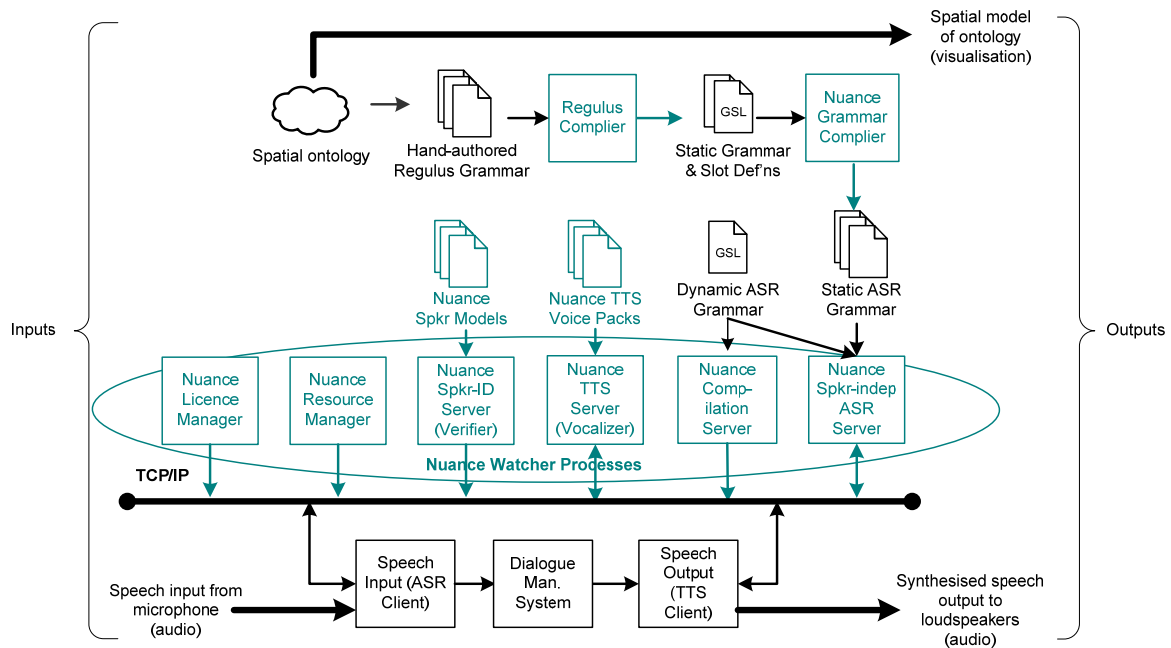 Spatial model
of ontology
(visualisation)
Spatial ontology
Hand-authored
Regulus Grammar
Regulus
Complier
GSL
Static Grammar
& Slot Def'ns
Nuance
Grammar
Complier
Nuance
Spkr Models
Nuance TTS
Voice Packs
GSL
Dynamic ASR
Grammar
Static ASR
Grammar
Inputs
Outputs
Nuance
Licence
Manager
Nuance
Resource
Manager
Nuance
Spkr-ID
Server
(Verifier)
Nuance
TTS
Server
(Vocalizer)
Nuance
Comp-
ilation
Server
Nuance
Spkr-indep
ASR
Server
Nuance Watcher Processes
TCP/IP
Speech input from
microphone
(audio)
Speech
Input (ASR
Client)
Dialogue
Man.
System
Speech
Output
(TTS
Client)
Synthesised speech
output to
loudspeakers
(audio)